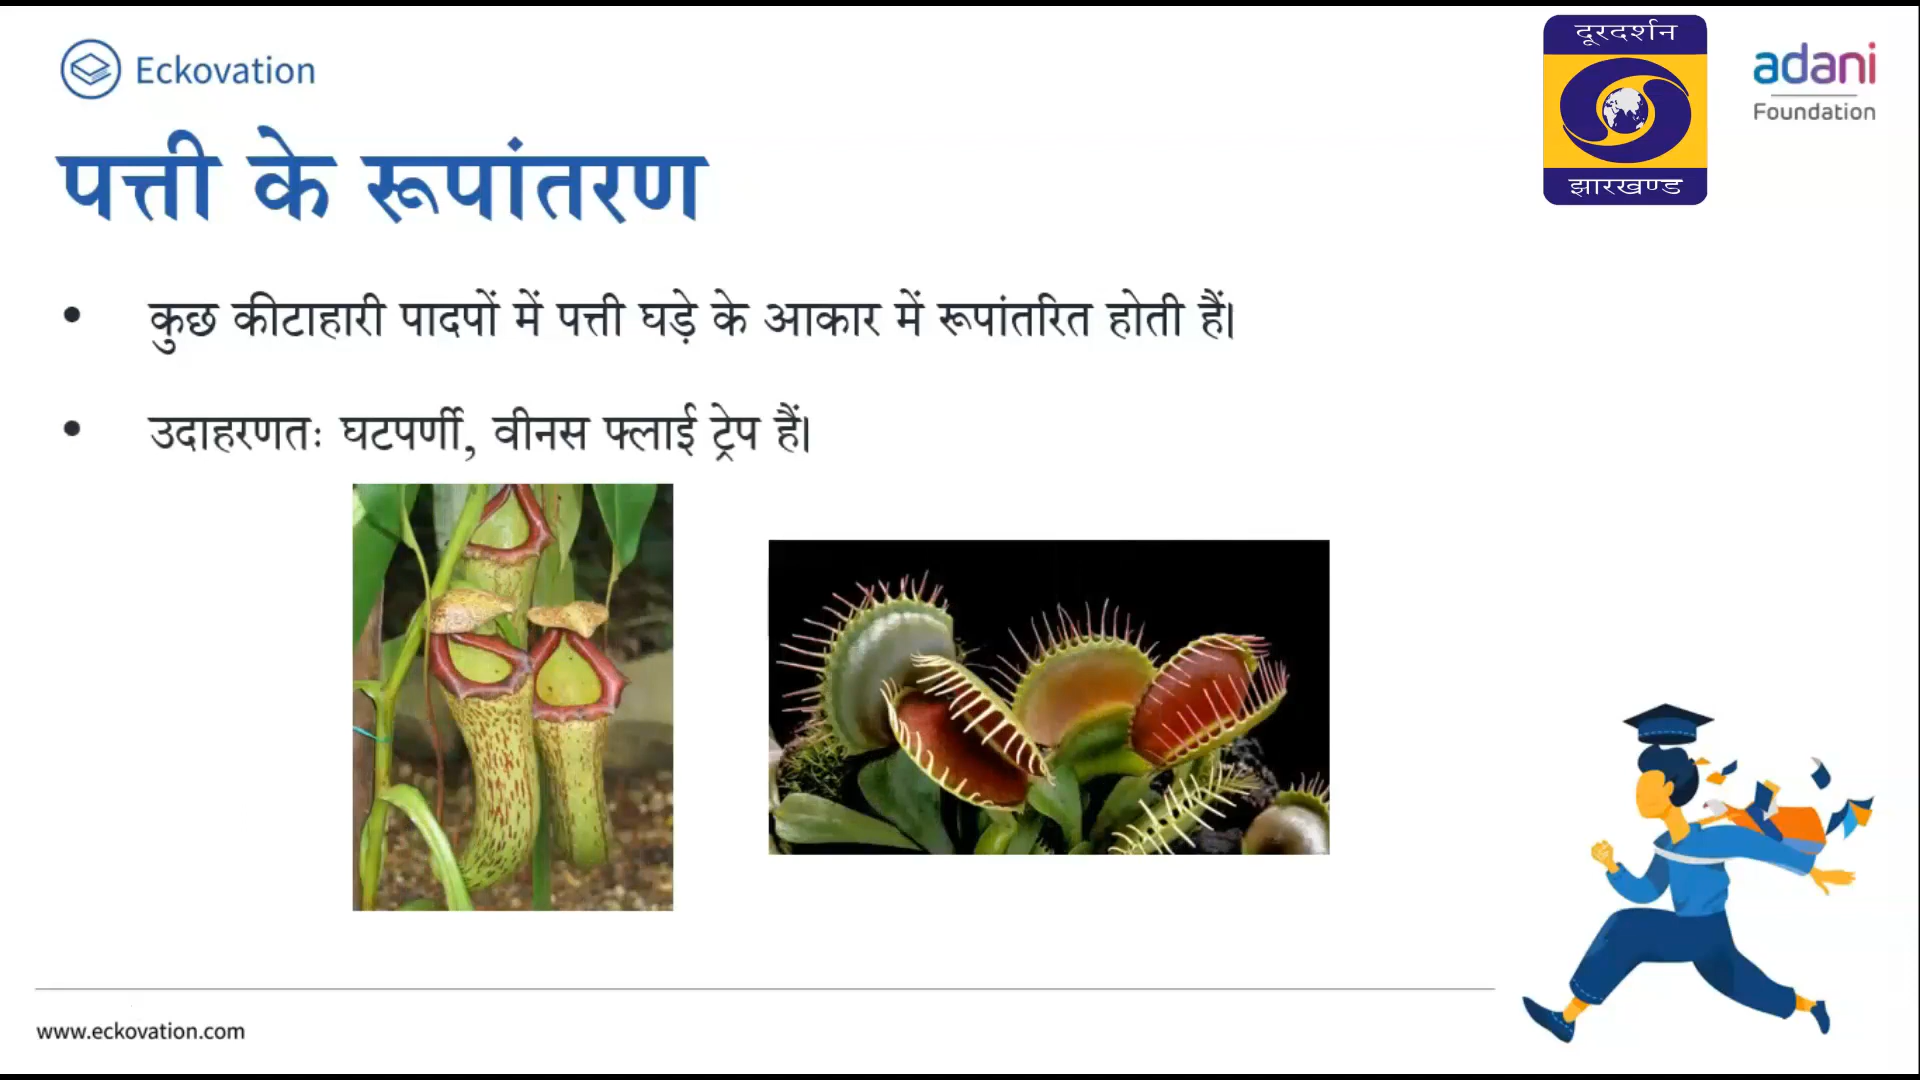 Eckovation
दूरदर्शन
झारखण्ड
adani
Foundation
पत्ती के रूपांतरण
• कुछ कीटाहारी पादपों में पत्ती घड़े के आकार में रूपांतरित होती हैं।
• उदाहरणतः घटपर्णी, वीनस फ्लाई ट्रेप हैं।
www.eckovation.com